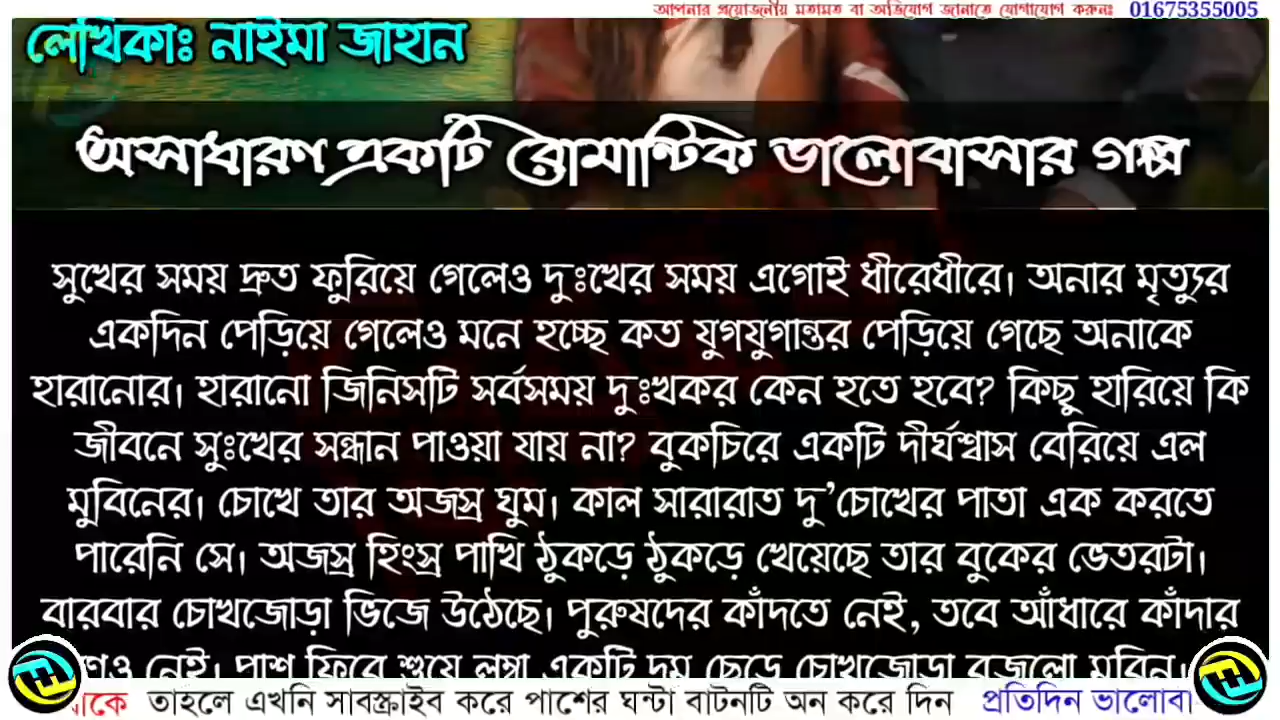 আপনার প্রয়োজনীয় মতামত বা অভিযোগ জানাতে যোগাযোগ করুনঃ 01675355005
লেখিকাঃ নাইমা জাহান
অসাধারণ একটি রোমান্টিক ভালোবাসার গল্প
সুখের সময় দ্রুত ফুরিয়ে গেলেও দুঃখের সময় এগোই ধীরেধীরে। অনার মৃত্যুর
একদিন পেড়িয়ে গেলেও মনে হচ্ছে কত যুগযুগান্তর পেড়িয়ে গেছে অনাকে
হারানোর। হারানো জিনিসটি সর্বসময় দুঃখকর কেন হতে হবে? কিছু হারিয়ে কি
জীবনে সুঃখের সন্ধান পাওয়া যায় না? বুকচিরে একটি দীর্ঘশ্বাস বেরিয়ে এল
মুবিনের। চোখে তার অজস্র ঘুম। কাল সারারাত দু'চোখের পাতা এক করতে
পারেনি সে। অজস্র হিংস্র পাখি ঠুকড়ে ঠুকড়ে খেয়েছে তার বুকের ভেতরটা।
বারবার চোখজোড়া ভিজে উঠেছে। পুরুষদের কাঁদতে নেই, তবে আঁধারে কাঁদার
নেই। পাশ ফিরে শুয়ে লম্বা একটি দম ছেড়ে চোখজোড়া বুজলো মুবিন।
তাহলে এখনি সাবস্ক্রাইব করে পাশের ঘন্টা বাটনটি অন করে দিন প্রতিদিন